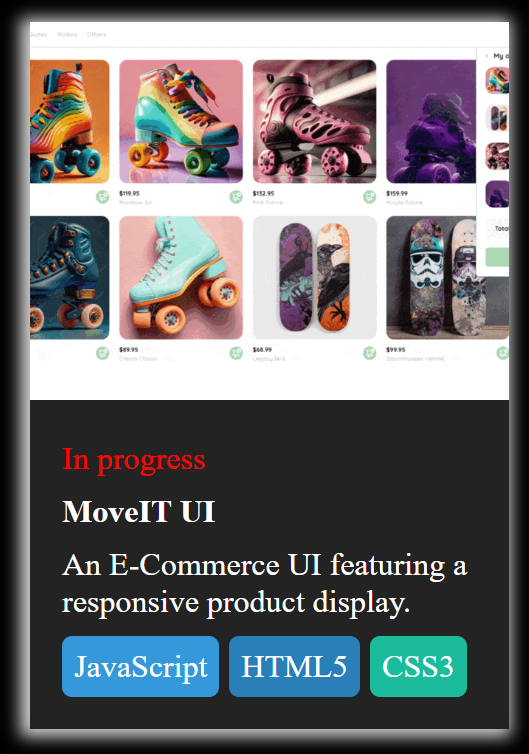 Rollers Others
My
$119.95 $132.95 $159.99
Rainbow Six Pink Future Purple Future
Total
$89.95 $68.99 $99.95
Cream Classic Legacy Bird Stormtrooper Helmet
In progress
MoveIT UI
An E-Commerce UI featuring a
responsive product display.
JavaScript HTML5 CSS3